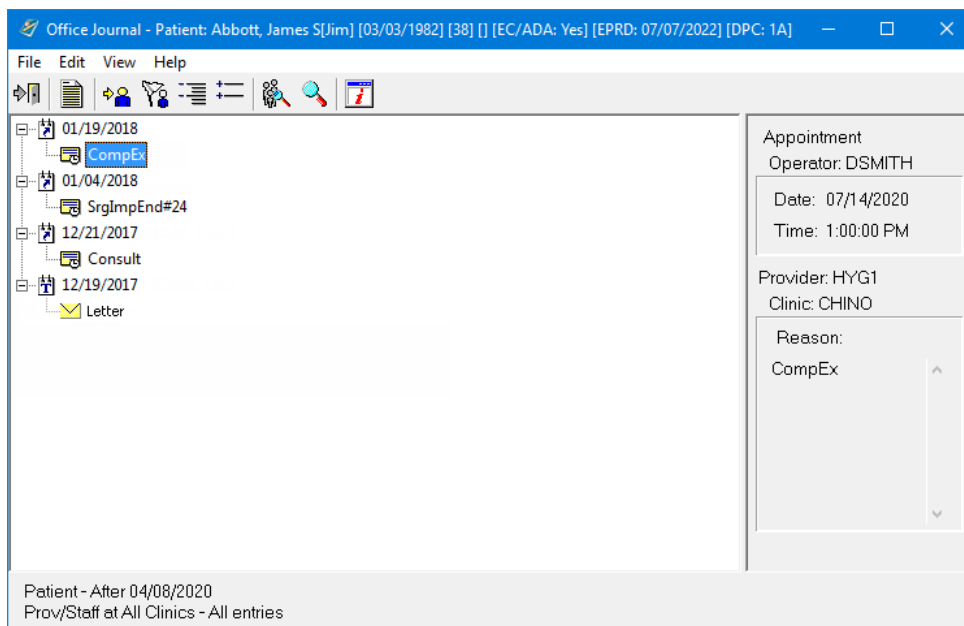 Office Journal - Patient: Abbott, James S[Jim] [03/03/1982] [38] [] [EC/ADA: Yes] [EPRD: 07/07/2022] [DPC: 1A]
File Edit View Help
01/19/2018
CompEx
01/04/2018
SrgImpEnd#24
12/21/2017
Consult
12/19/2017
Letter
Appointment
Operator: DSMITH
Date: 07/14/2020
Time: 1:00:00 PM
Provider: HYG1
Clinic: CHINO
Reason:
CompEx
Patient - After 04/08/2020
Prov/Staff at All Clinics - All entries